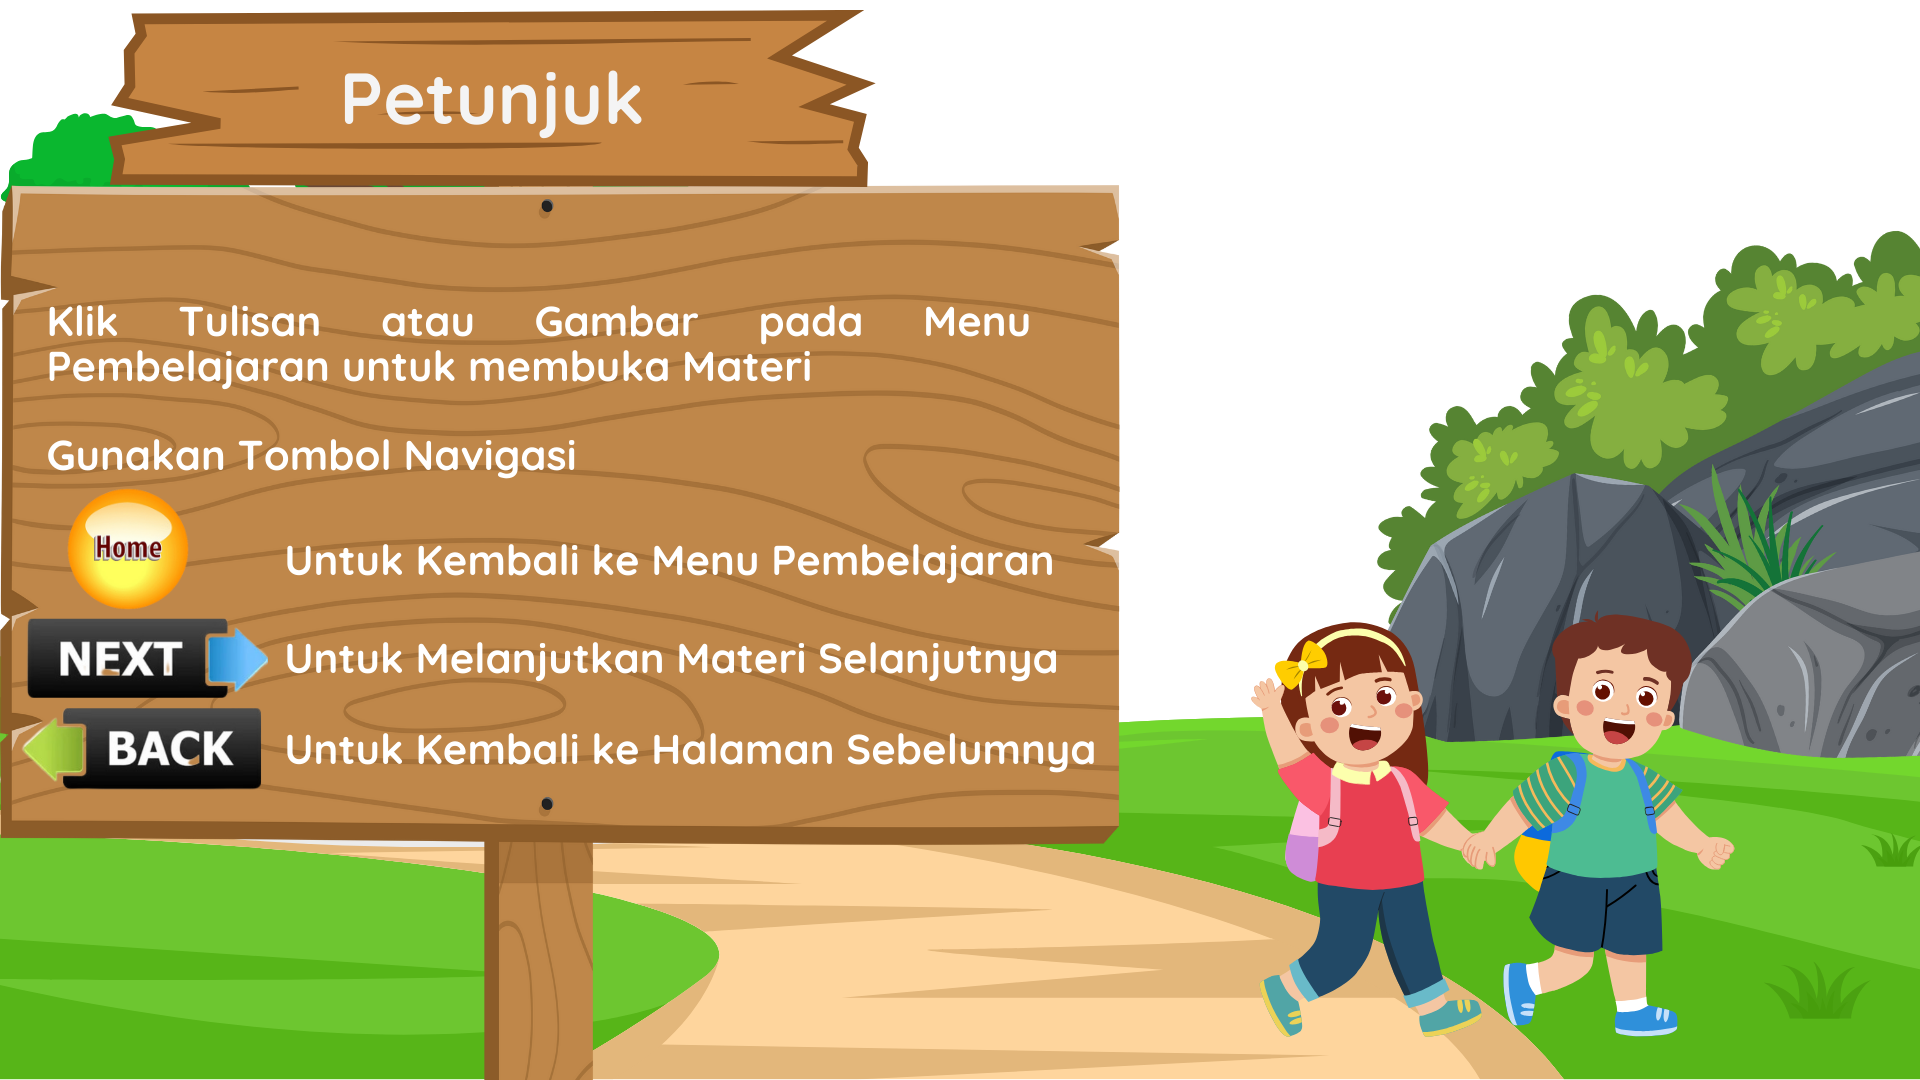 Petunjuk
Klik Tulisan atau Gambar pada Menu
Pembelajaran untuk membuka Materi
Gunakan Tombol Navigasi
Home
Untuk Kembali ke Menu Pembelajaran
NEXT
Untuk Melanjutkan Materi Selanjutnya
BACK
Untuk Kembali ke Halaman Sebelumnya